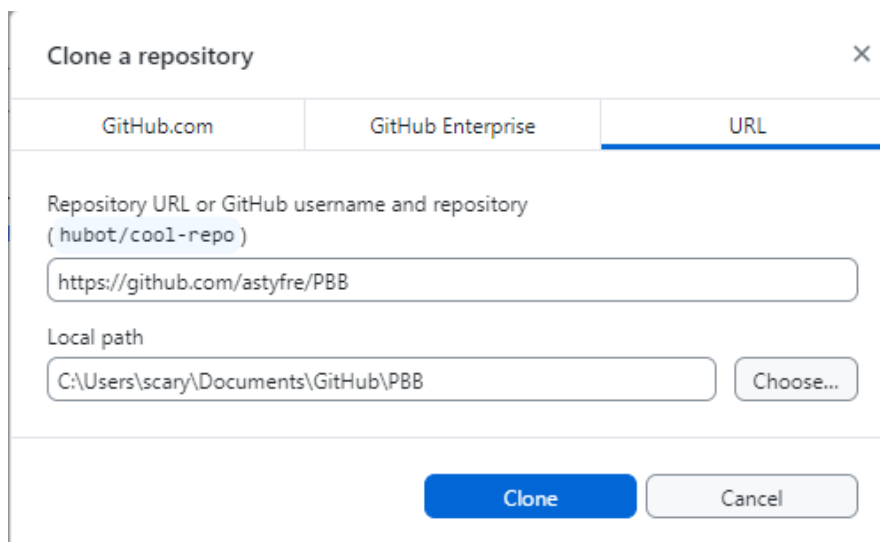 Clone a repository
GitHub.com
GitHub Enterprise
URL
Repository URL or GitHub username and repository
(hubot/cool-repo)
https://github.com/astyfre/PBB
Local path
C:\Users\scary\Documents\GitHub\PBB
Choose...
Clone
Cancel